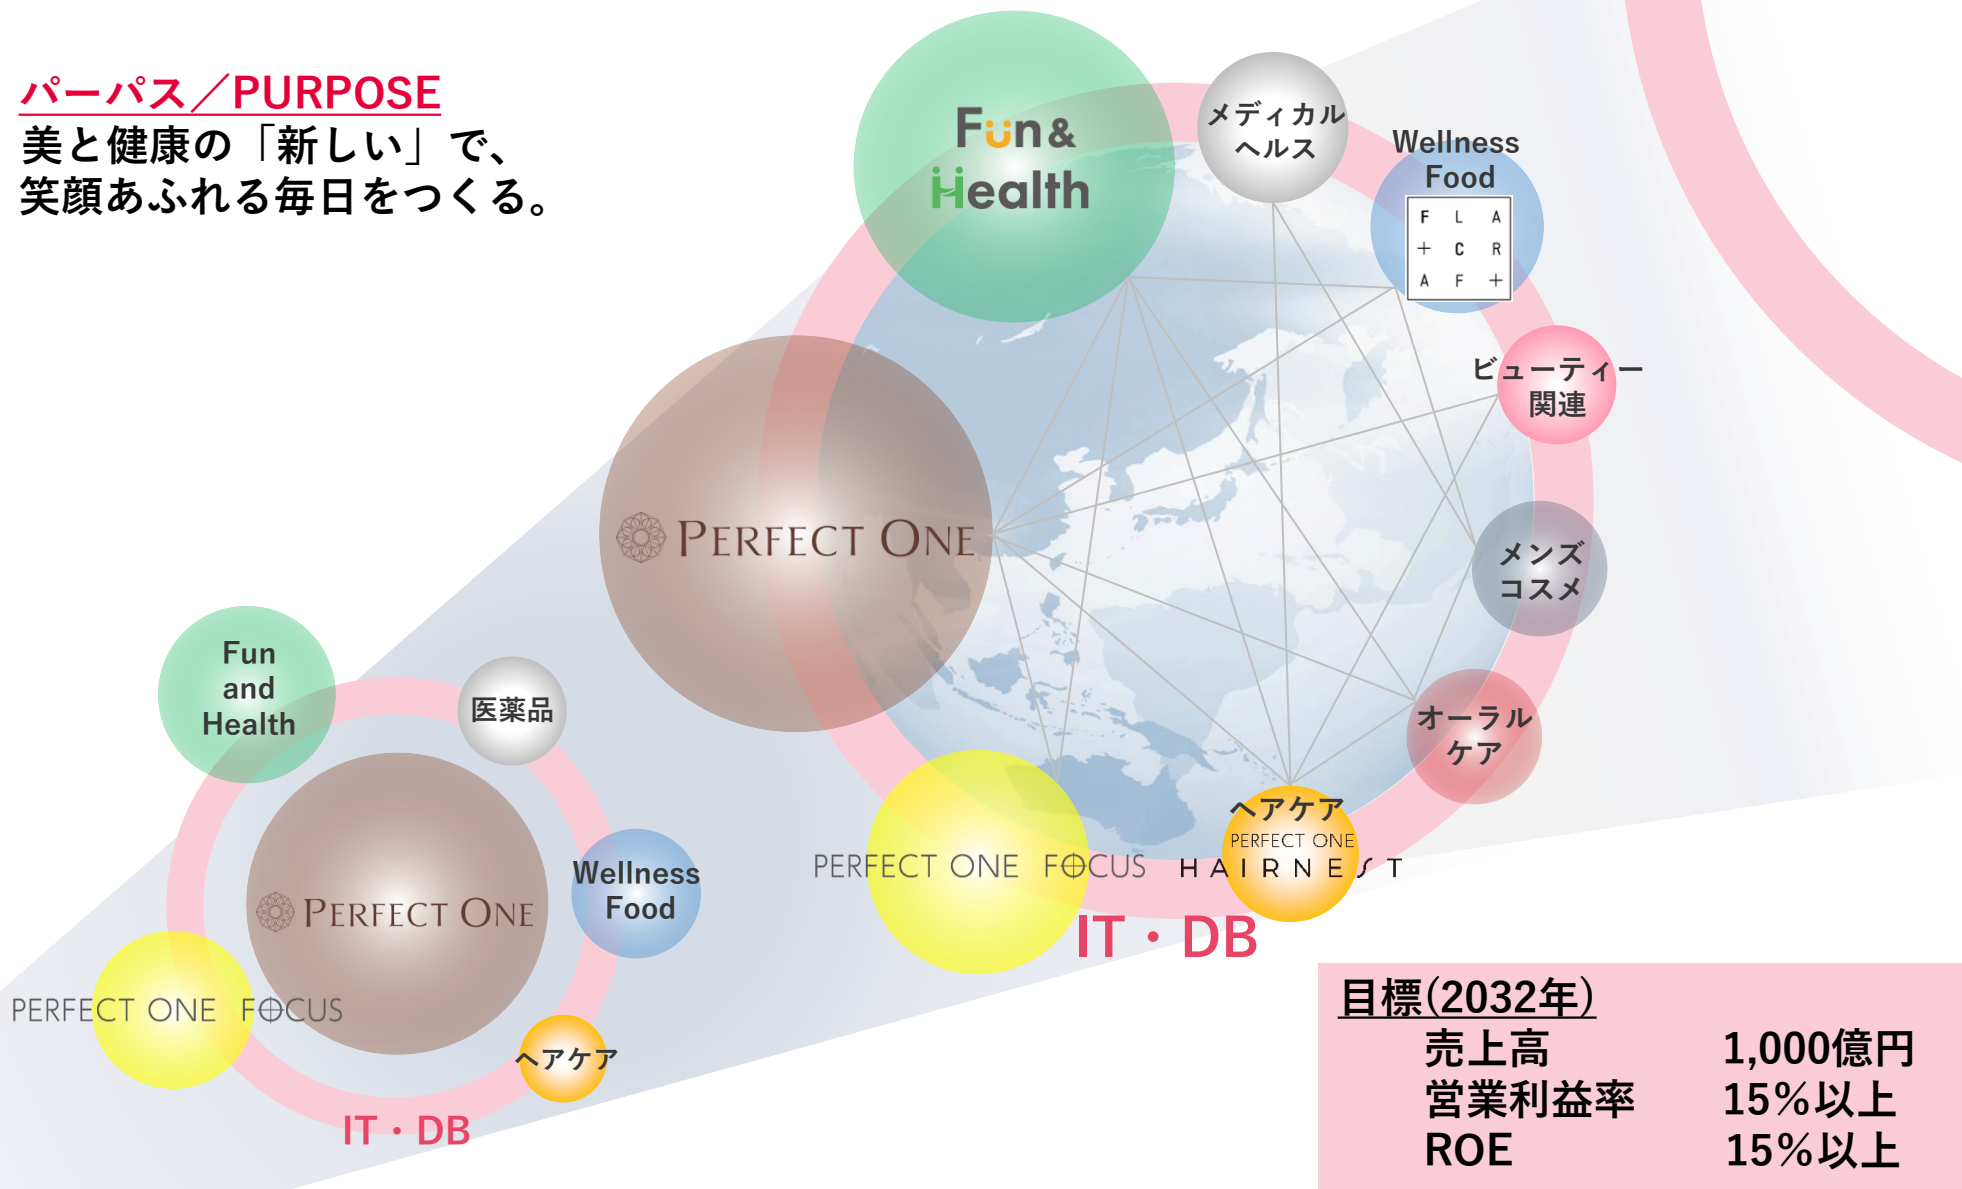 パーパス／PURPOSE
美と健康の「新しい」で、
笑顔あふれる毎日をつくる。
Fun&
Health
メディカル
ヘルス
Wellness
Food
F L A
+ C R
A F +
ビューティー
関連
PERFECT ONE
メンズ
コスメ
オーラル
ケア
ヘアケア
PERFECT ONE
HAIRNEST
PERFECT ONE FOCUS
IT・DB
Fun
and
Health
医薬品
PERFECT ONE
Wellness
Food
PERFECT ONE FOCUS
ヘアケア
IT・DB
目標(2032年)
売上高 1,000億円
営業利益率 15％以上
ROE 15％以上